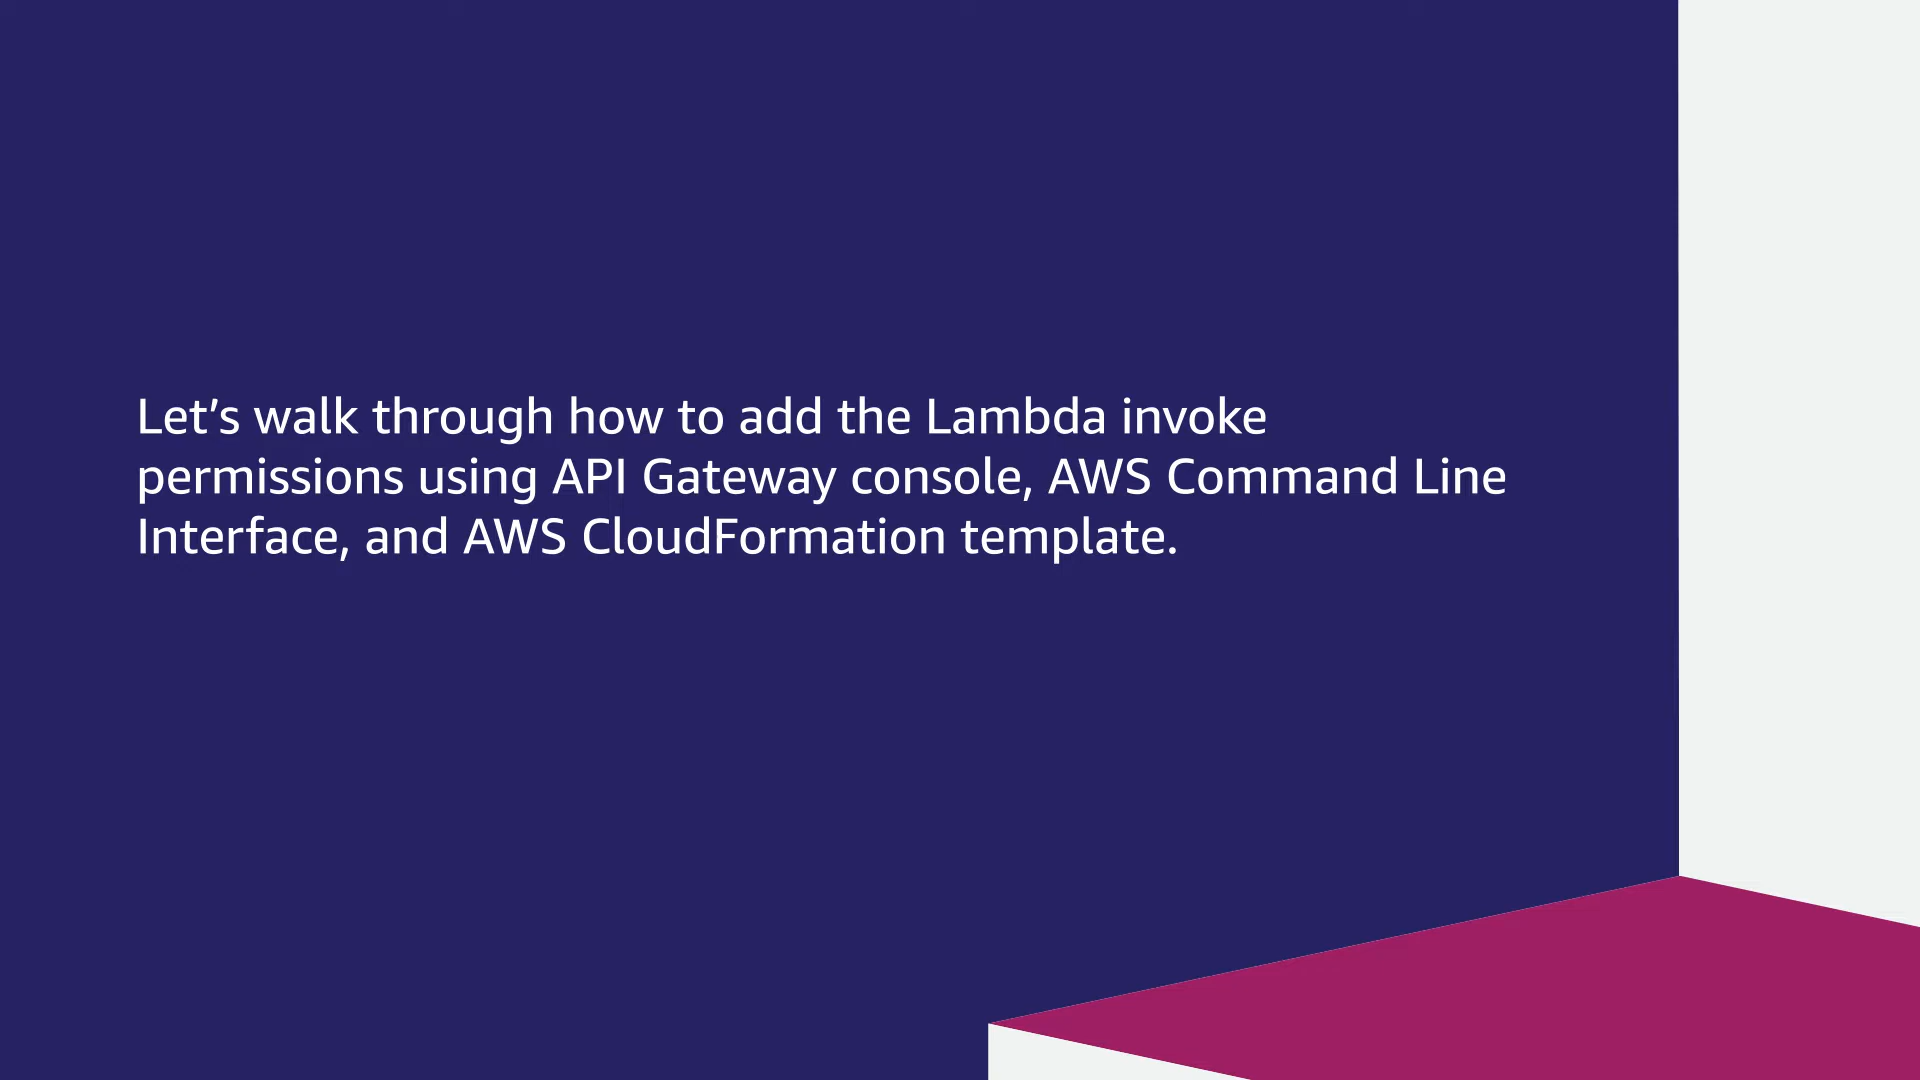 Let’s walk through how to add the Lambda invoke
permissions using API Gateway console, AWS Command Line
Interface, and AWS CloudFormation template.